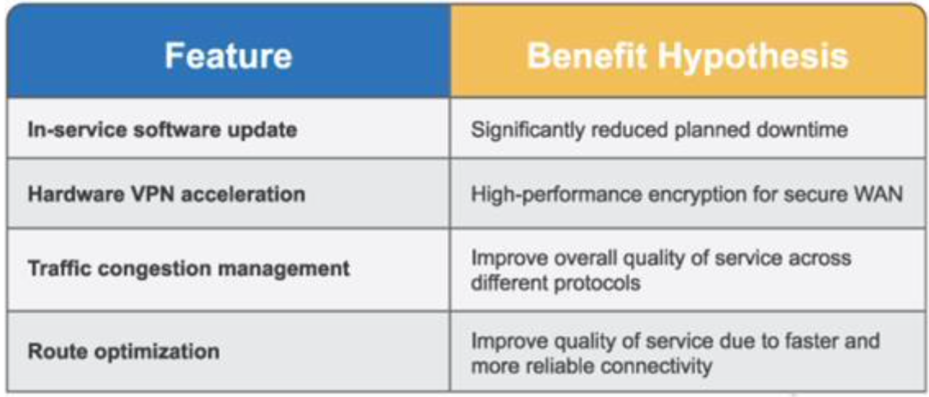 Feature
Benefit Hypothesis
In-service software update
Significantly reduced planned downtime
Hardware VPN acceleration
High-performance encryption for secure WAN
Traffic congestion management
Improve overall quality of service across
different protocols
Route optimization
Improve quality of service due to faster and
more reliable connectivity